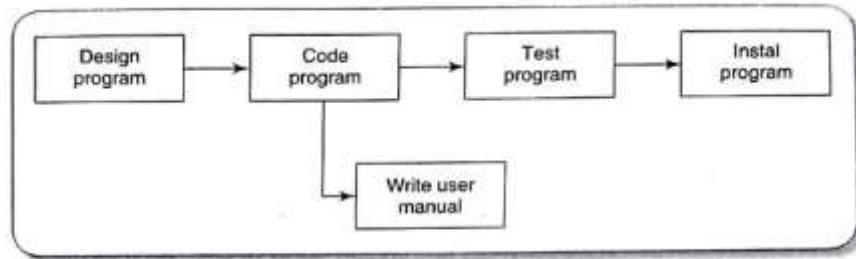 Design
program
Code
program
Test
program
Instal
program
Write user
manual